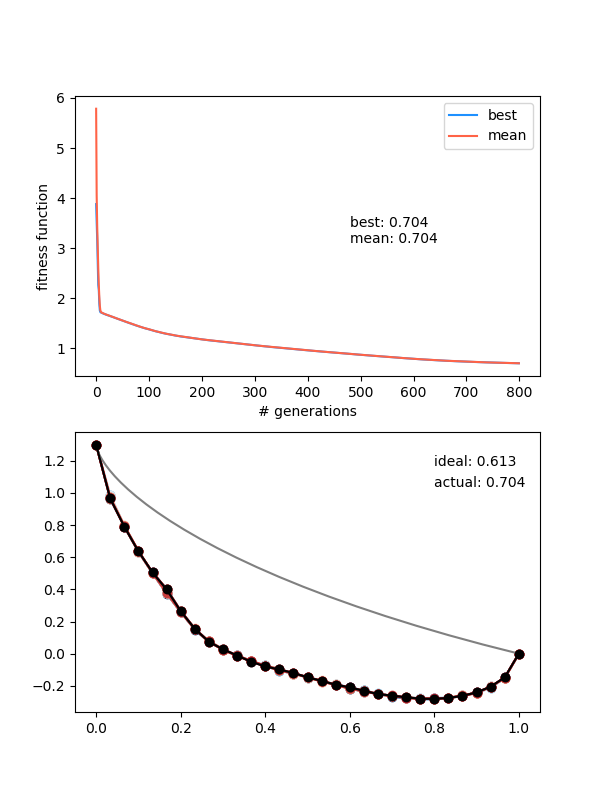 6
5
4
3
2
1
fitness function
best
mean
best: 0.704
mean: 0.704
0 100 200 300 400 500 600 700 800
# generations
1.2
1.0
0.8
0.6
0.4
0.2
0.0
−0.2
ideal: 0.613
actual: 0.704
0.0 0.2 0.4 0.6 0.8 1.0